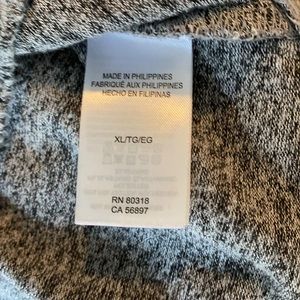 MADE IN PHILIPPINES
FABRIQUÉ AUX PHILIPPINES
HECHO EN FILIPINAS
XL/TG/EG
RN 80318
CA 56897